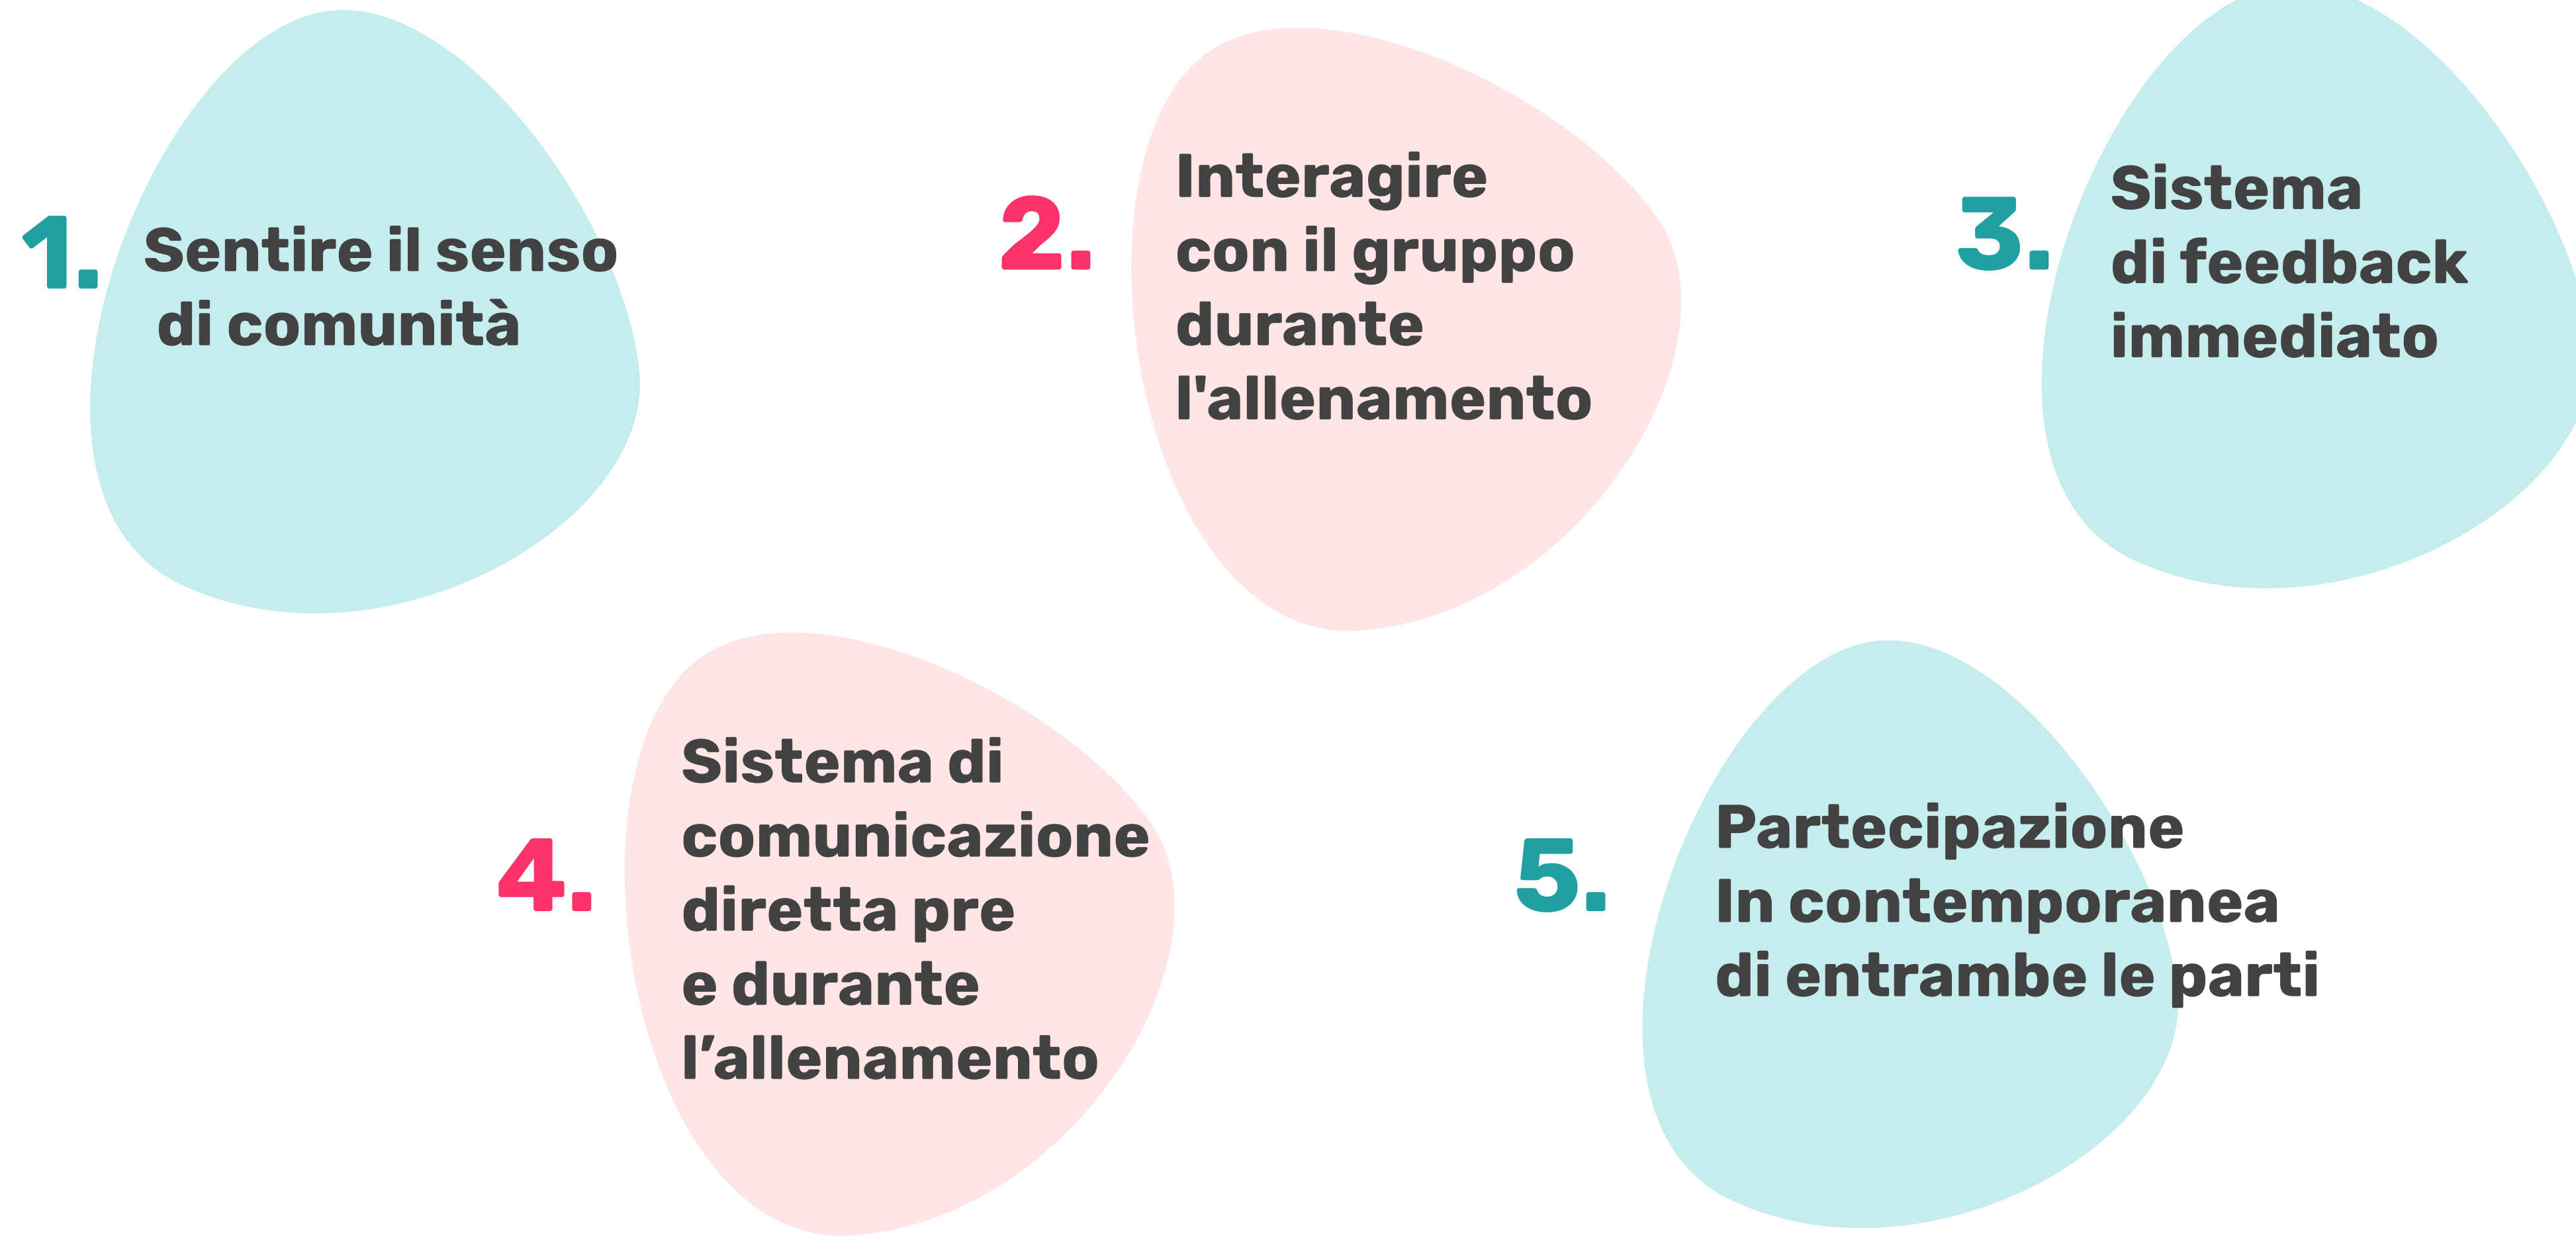 1.
Sentire il senso
di comunità
2.
Interagire
con il gruppo
durante
l'allenamento
3.
Sistema
di feedback
immediato
4.
Sistema di
comunicazione
diretta pre
e durante
l’allenamento
5.
Partecipazione
In contemporanea
di entrambe le parti